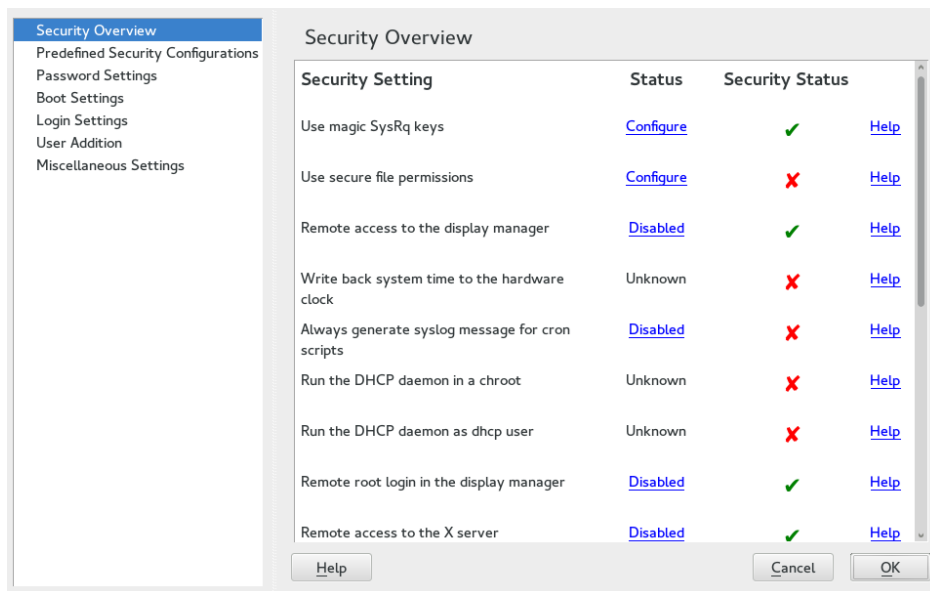 Security Overview
Predefined Security Configurations
Password Settings
Boot Settings
Login Settings
User Addition
Miscellaneous Settings
Security Overview
Security Setting Status Security Status
Use magic SysRq keys Configure ✔ Help
Use secure file permissions Configure ✘ Help
Remote access to the display manager Disabled ✔ Help
Write back system time to the hardware Unknown ✘ Help
clock
Always generate syslog message for cron Disabled ✘ Help
scripts
Run the DHCP daemon in a chroot Unknown ✘ Help
Run the DHCP daemon as dhcp user Unknown ✘ Help
Remote root login in the display manager Disabled ✔ Help
Remote access to the X server Disabled ✔ Help
Help Cancel OK